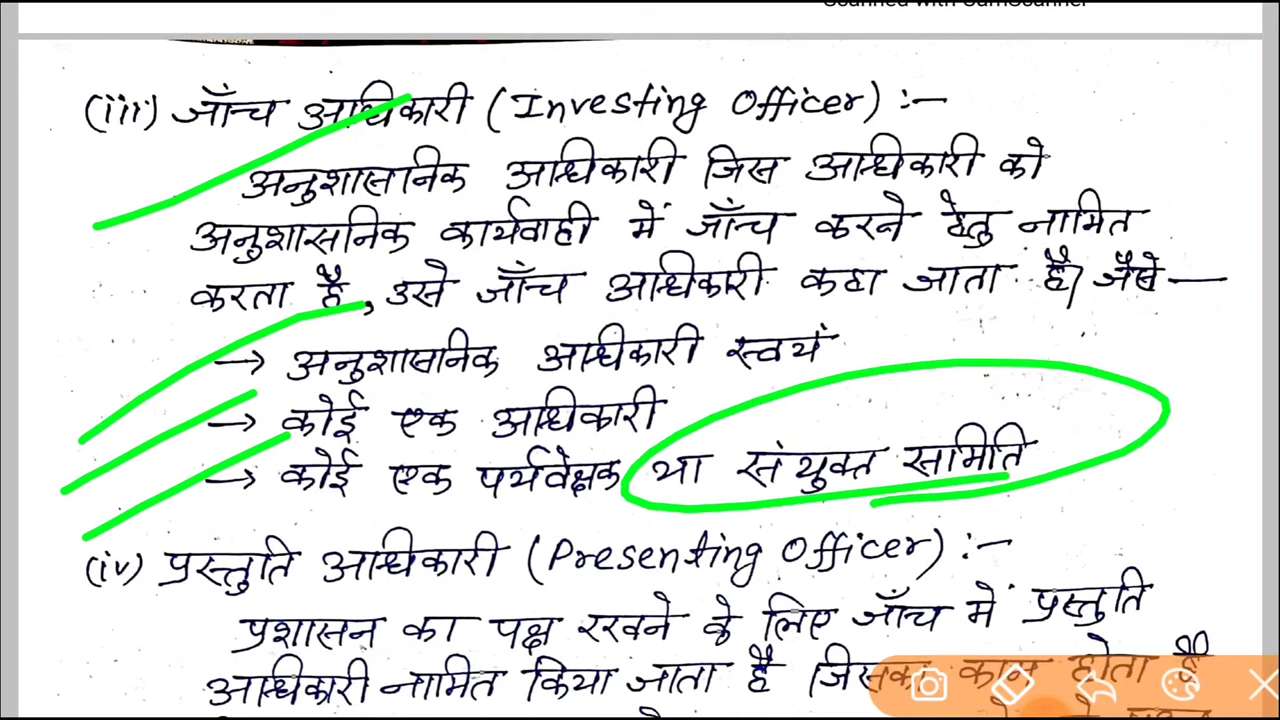 (iii) जाँच अधिकारी (Investing Officer) :-
अनुशासनिक अधिकारी जिस अधिकारी को
अनुशासनिक कार्यवाही में जाँच करने हेतु नामित
करता है, उसे जाँच अधिकारी कहा जाता है। जैसे —
→ अनुशासनिक अधिकारी स्वयं
→ कोई एक अधिकारी
→ कोई एक पर्यवेक्षक या संयुक्त समिति
(iv) प्रस्तुति अधिकारी (Presenting Officer) :-
प्रशासन का पक्ष रखने के लिए जाँच में प्रस्तुति
अधिकारी नामित किया जाता है जिसका काम होता है